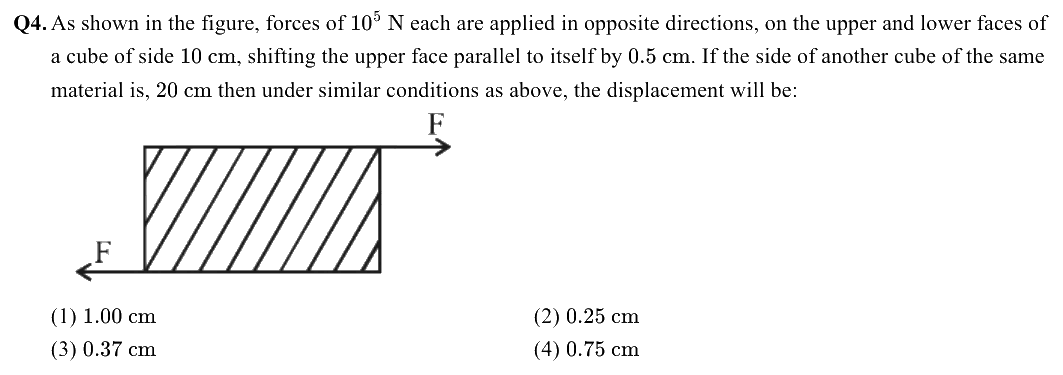 Q4. As shown in the figure, forces of 10⁵ N each are applied in opposite directions, on the upper and lower faces of
a cube of side 10 cm, shifting the upper face parallel to itself by 0.5 cm. If the side of another cube of the same
material is, 20 cm then under similar conditions as above, the displacement will be:
F
F
(1) 1.00 cm (2) 0.25 cm
(3) 0.37 cm (4) 0.75 cm